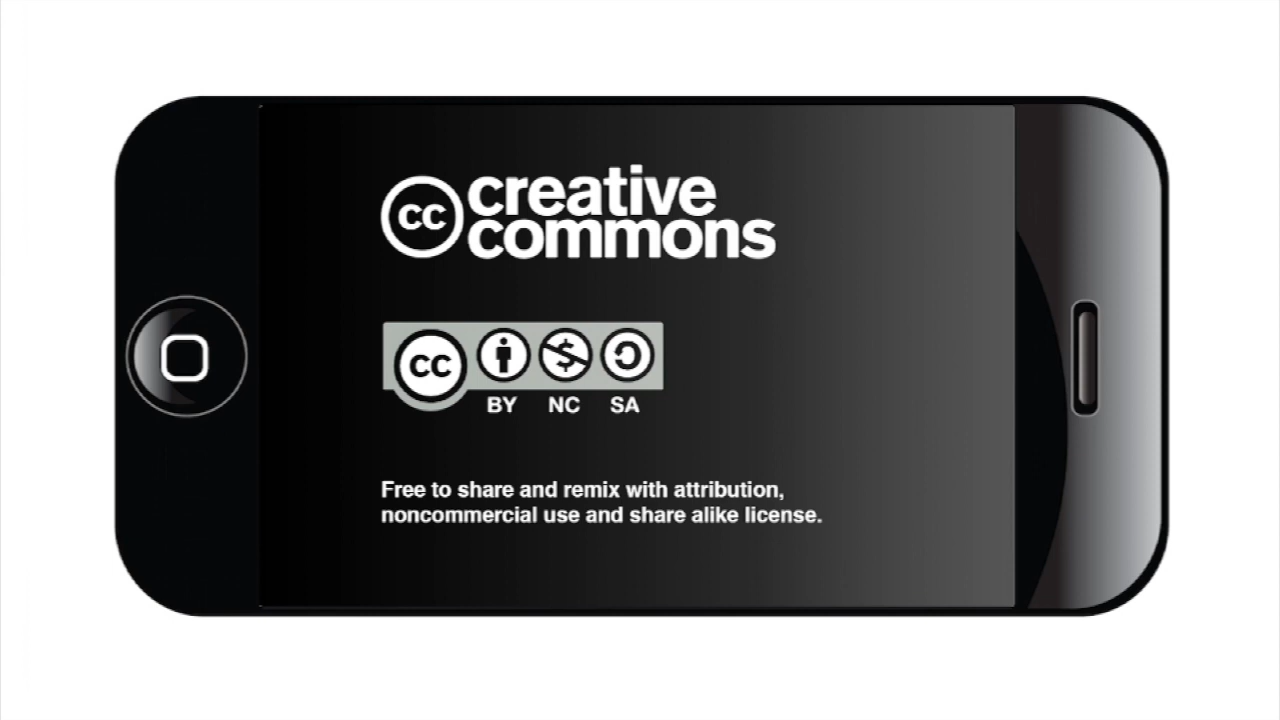 cc creative
commons
cc
BY NC SA
Free to share and remix with attribution,
noncommercial use and share alike license.